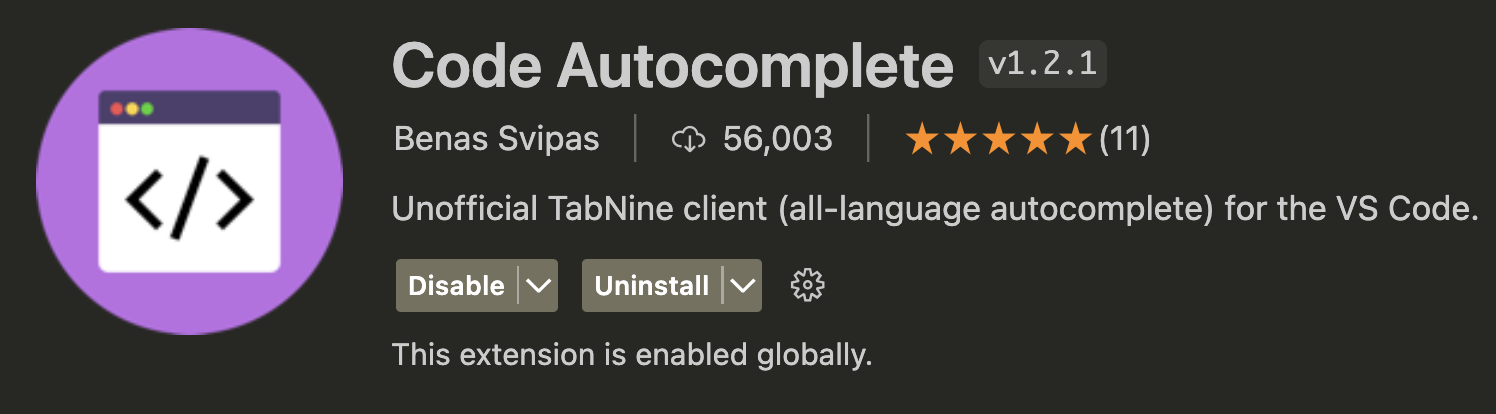 Code Autocomplete v1.2.1
Benas Svipas 56,003 ★★★★★(11)
Unofficial TabNine client (all-language autocomplete) for the VS Code.
Disable Uninstall
This extension is enabled globally.